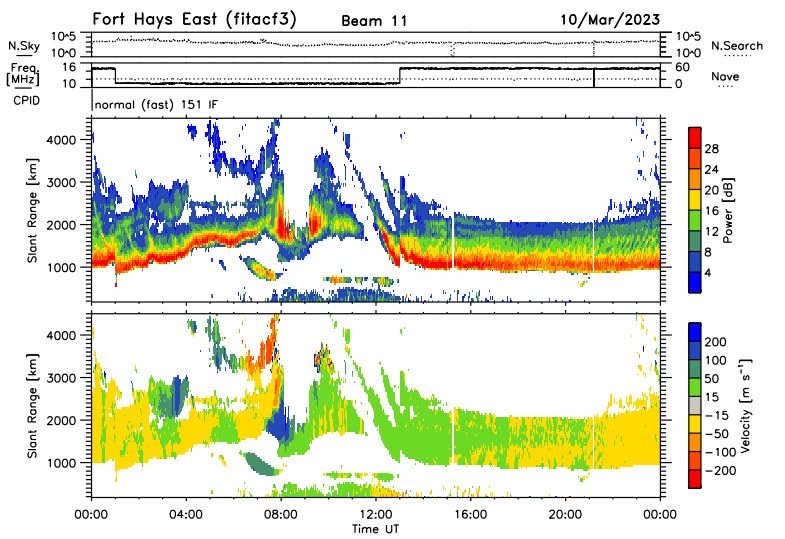 Fort Hays East (fitacf3) Beam 11 10/Mar/2023
N.Sky 10^5 10^0 10^5 10^0 N.Search
Freq. [MHz] 16 10 60 0 Nave
CPID normal (fast) 151 IF
Slant Range [km] 4000 3000 2000 1000
Power [dB] 28 24 20 16 12 8 4
Slant Range [km] 4000 3000 2000 1000
Velocity [m s⁻¹] 200 100 50 15 −15 −50 −100 −200
00:00 04:00 08:00 12:00 16:00 20:00 00:00
Time UT